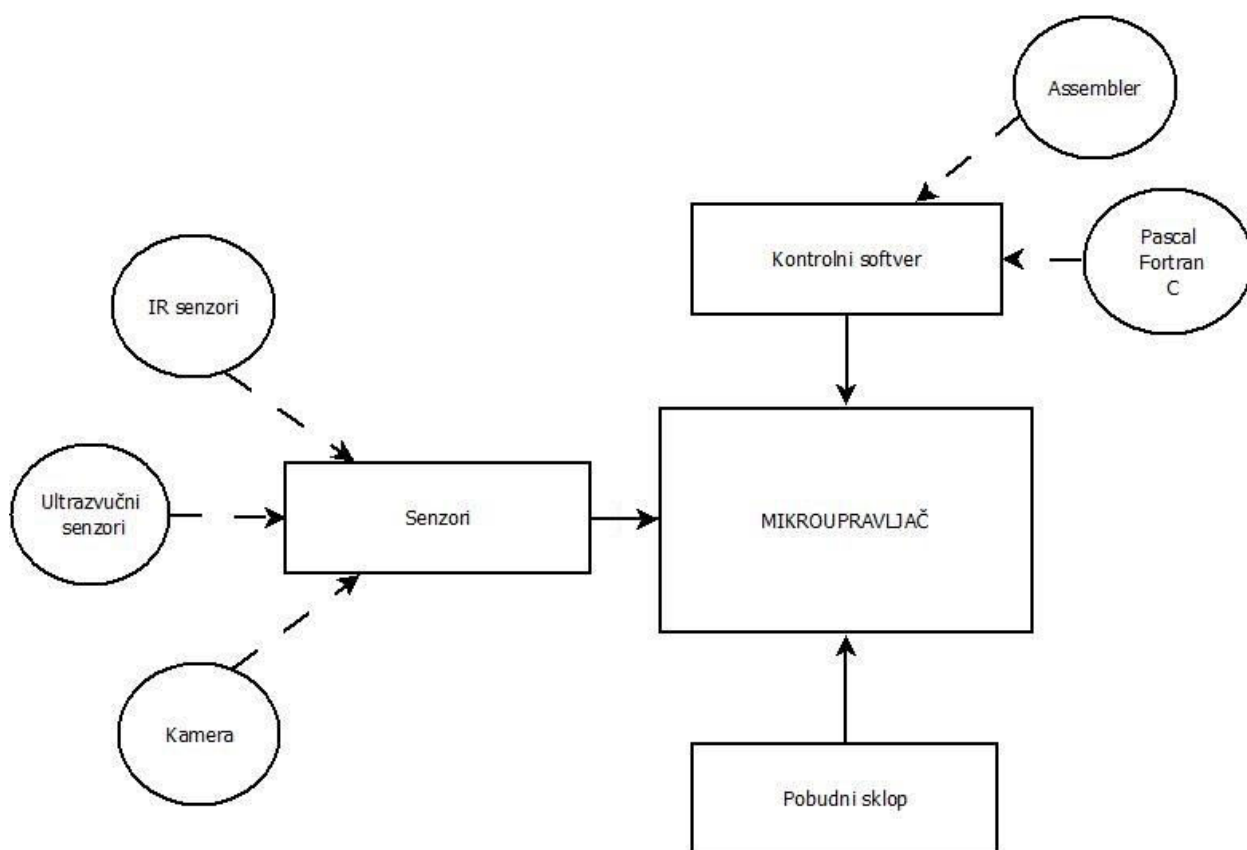 Assembler
Kontrolni softver
Pascal
Fortran
C
IR senzori
Ultrazvučni
senzori
Senzori
MIKROUPRAVLJAČ
Kamera
Pobudni sklop